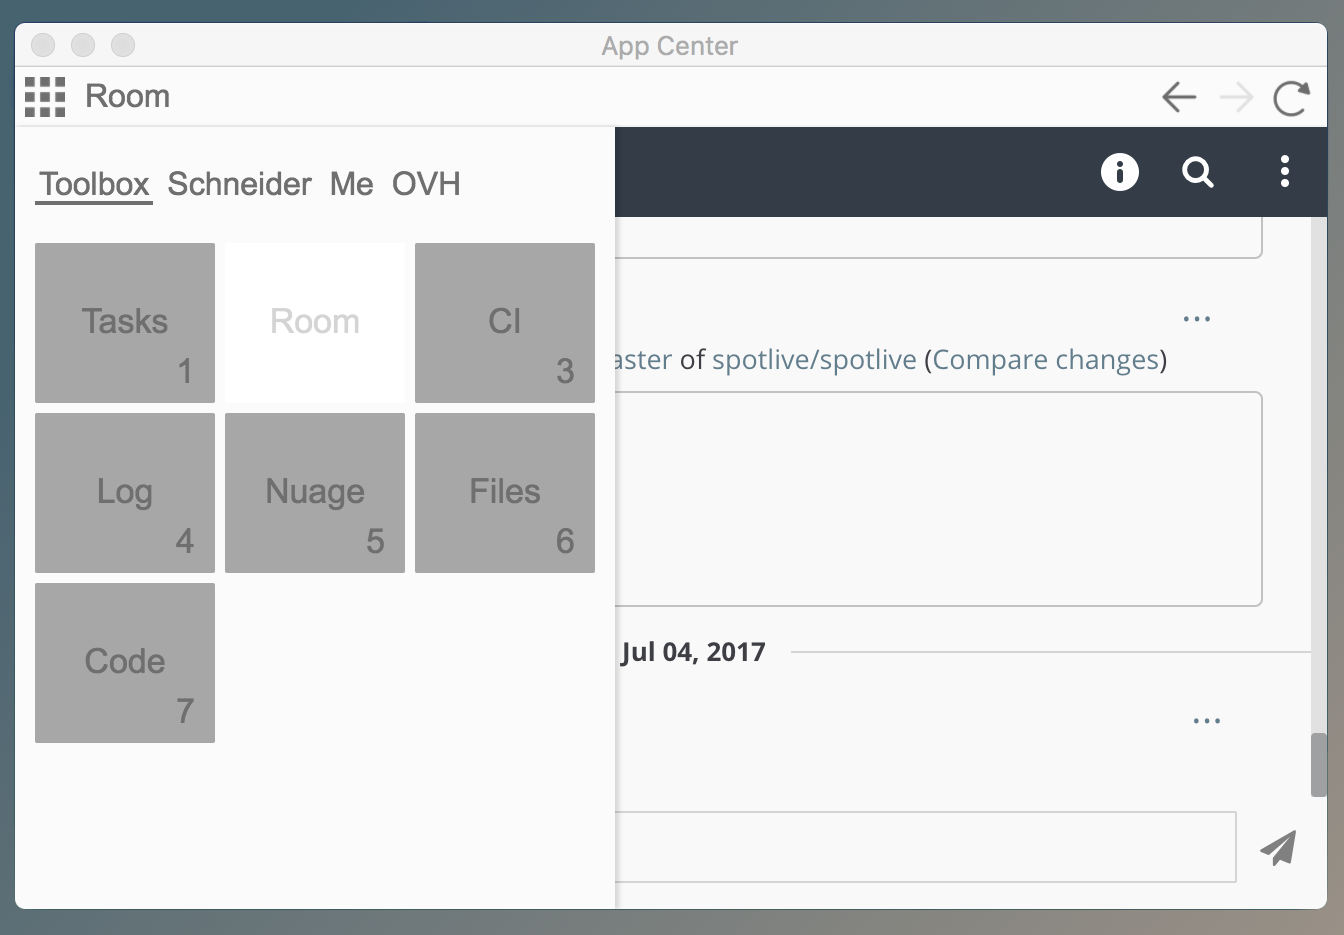 App Center
Room
Toolbox Schneider Me OVH
Tasks
1
Room
CI
3
Log
4
Nuage
5
Files
6
Code
7
...
aster of spotlive/spotlive (Compare changes)
Jul 04, 2017
...